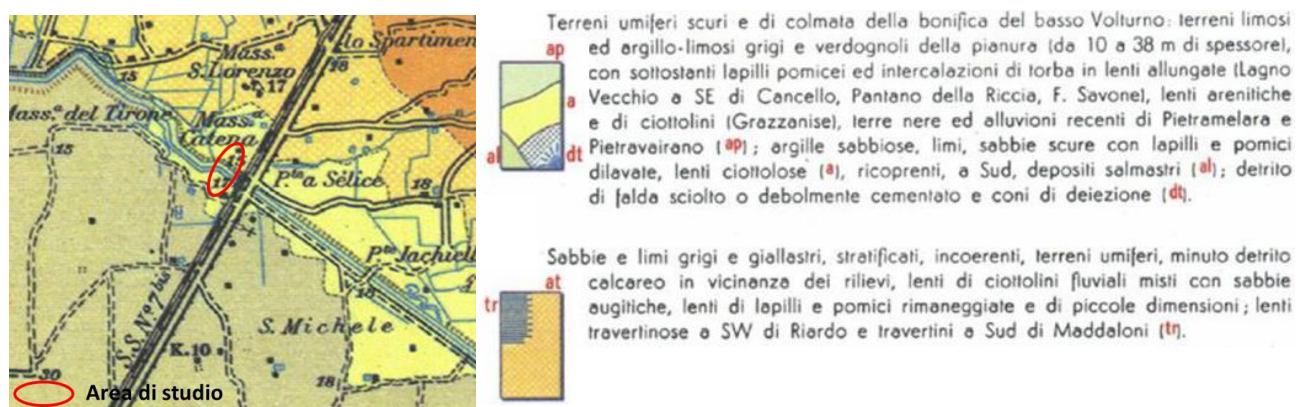 Mass.ª
S. Lorenzo
17
lo Spartimen
18
15
Mass.ª del Tirone
Mass.ª
Catena
15
P.ta a Sélice
18
P.te Jachiell
S.S. N.º 7 bis
S. Michele
18
K.10
30
18
Area di studio
Terreni umiferi scuri e di colmata della bonifica del basso Volturno: terreni limosi
ap ed argillo-limosi grigi e verdognoli della pianura (da 10 a 38 m di spessore),
con sottostanti lapilli pomicei ed intercalazioni di torba in lenti allungate (Lagno
a Vecchio a SE di Cancello, Pantano della Riccia, F. Savone), lenti arenitiche
e di ciottolini (Grazzanise), terre nere ed alluvioni recenti di Pietramelara e
al dt Pietravairano (ap); argille sabbiose, limi, sabbie scure con lapilli e pomici
dilavate, lenti ciottolose (a), ricoprenti, a Sud, depositi salmastri (al); detrito
di falda sciolto o debolmente cementato e coni di deiezione (dt).
Sabbie e limi grigi e giallastri, stratificati, incoerenti, terreni umiferi, minuto detrito
at calcareo in vicinanza dei rilievi, lenti di ciottolini fluviali misti con sabbie
tr augitiche, lenti di lapilli e pomici rimaneggiate e di piccole dimensioni; lenti
travertinose a SW di Riardo e travertini a Sud di Maddaloni (tr).